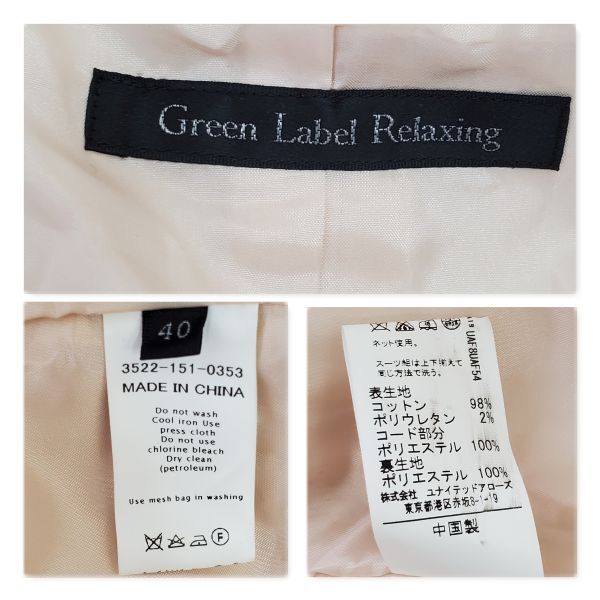 Green Label Relaxing
40
3522-151-0353
MADE IN CHINA
Do not wash
Cool iron Use
press cloth
Do not use
chlorine bleach
Dry clean
(petroleum)
Use mesh bag in washing
F
ネット使用。
スーツ組は上下揃えて
同じ方法で洗う。
表生地
コットン 98%
ポリウレタン 2%
コード部分
ポリエステル 100%
裏生地
ポリエステル 100%
株式会社 ユナイテッドアローズ
東京都港区赤坂8-1-19
中国製
UAF8UAF54